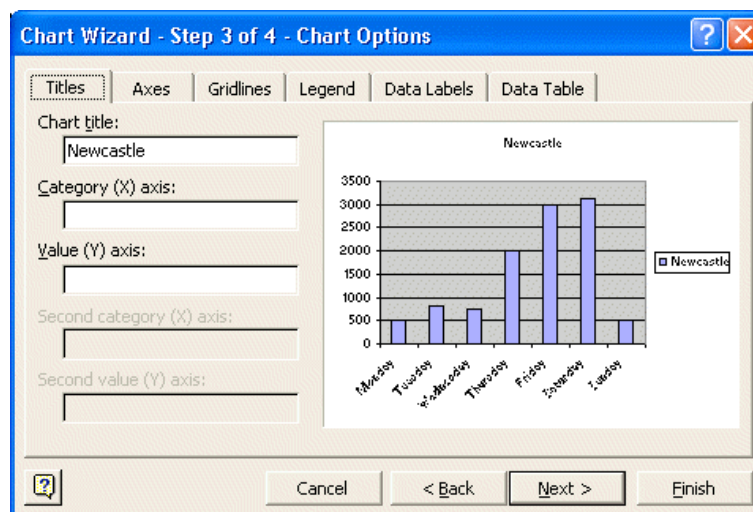 Chart Wizard - Step 3 of 4 - Chart Options
Titles Axes Gridlines Legend Data Labels Data Table
Chart title:
Newcastle
Category (X) axis:
Value (Y) axis:
Second category (X) axis:
Second value (Y) axis:
Newcastle
3500
3000
2500
2000
1500
1000
500
0
Monday Tuesday Wednesday Thursday Friday Saturday Sunday
Newcastle
Cancel < Back Next > Finish